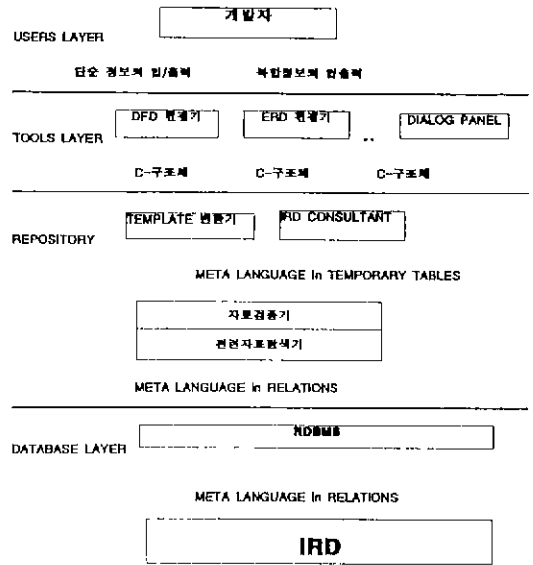 개발자
USERS LAYER
단순 정보의 입/출력 복합정보의 입출력
DFD 편집기 ERD 편집기 .. DIALOG PANEL
TOOLS LAYER
C-구조체 C-구조체 C-구조체
TEMPLATE 변환기 IRD CONSULTANT
REPOSITORY
META LANGUAGE in TEMPORARY TABLES
자료검증기
관련자료탐색기
META LANGUAGE in RELATIONS
RDBMS
DATABASE LAYER
META LANGUAGE in RELATIONS
IRD